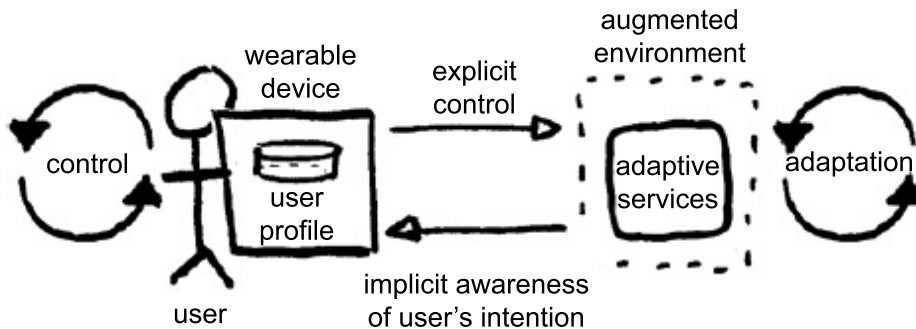 control
wearable
device
user
profile
user
explicit
control
implicit awareness
of user's intention
augmented
environment
adaptive
services
adaptation